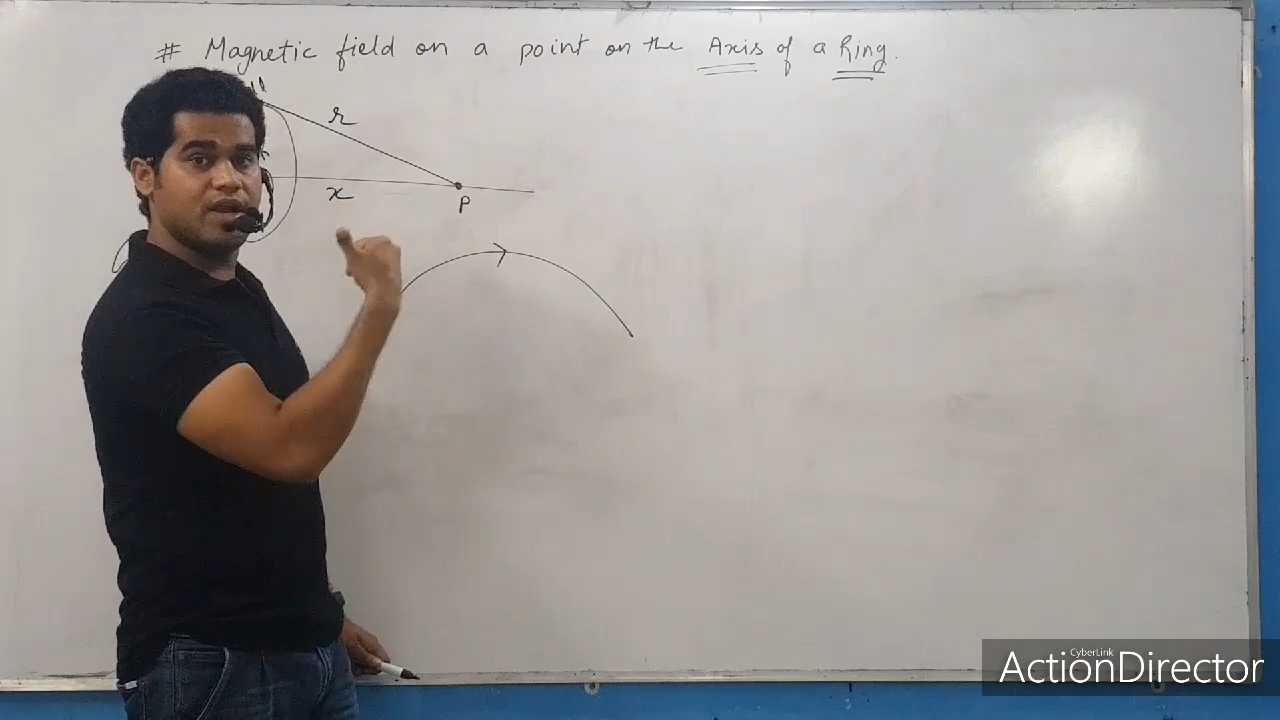 # Magnetic field on a point on the Axis of a Ring.
r
x
P
CyberLink
ActionDirector